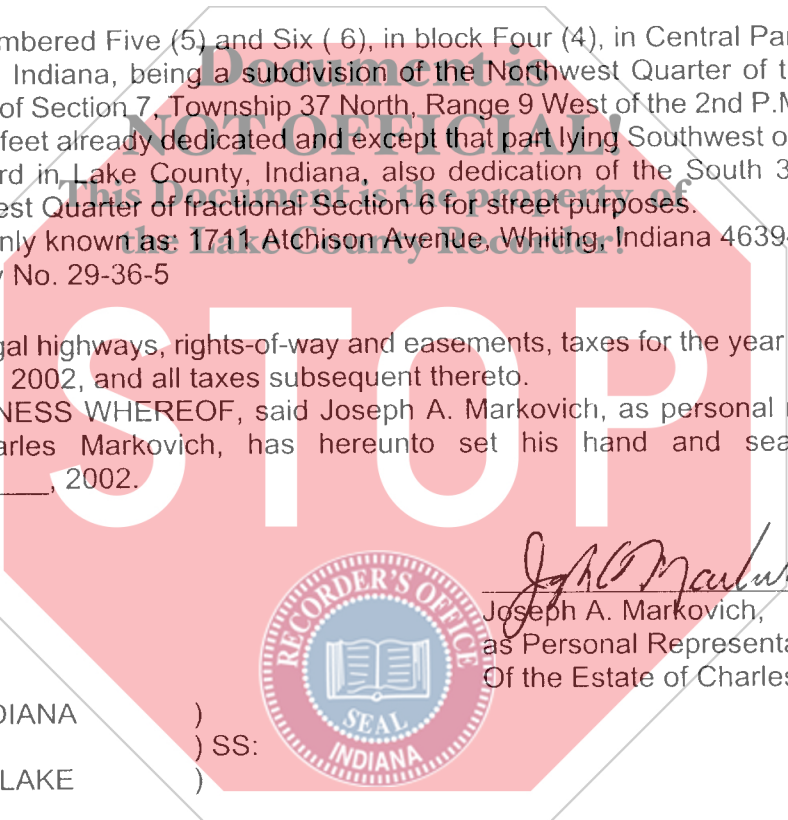 mbered Five (5) and Six ( 6), in block Four (4), in Central Par
Indiana, being a subdivision of the Northwest Quarter of t
of Section 7, Township 37 North, Range 9 West of the 2nd P.M
feet already dedicated and except that part lying Southwest o
rd in Lake County, Indiana, also dedication of the South 3
est Quarter of fractional Section 6 for street purposes.
nly known as: 1711 Atchison Avenue, Whiting, Indiana 4639
No. 29-36-5
Document is
NOT OFFICIAL!
This Document is the property of
the Lake County Recorder!
STOP
gal highways, rights-of-way and easements, taxes for the year
2002, and all taxes subsequent thereto.
NESS WHEREOF, said Joseph A. Markovich, as personal r
arles Markovich, has hereunto set his hand and sea
____, 2002.
Joseph A. Markovich,
as Personal Representa
Of the Estate of Charles
RECORDER'S OFFICE
SEAL
INDIANA
DIANA )
) SS:
LAKE )